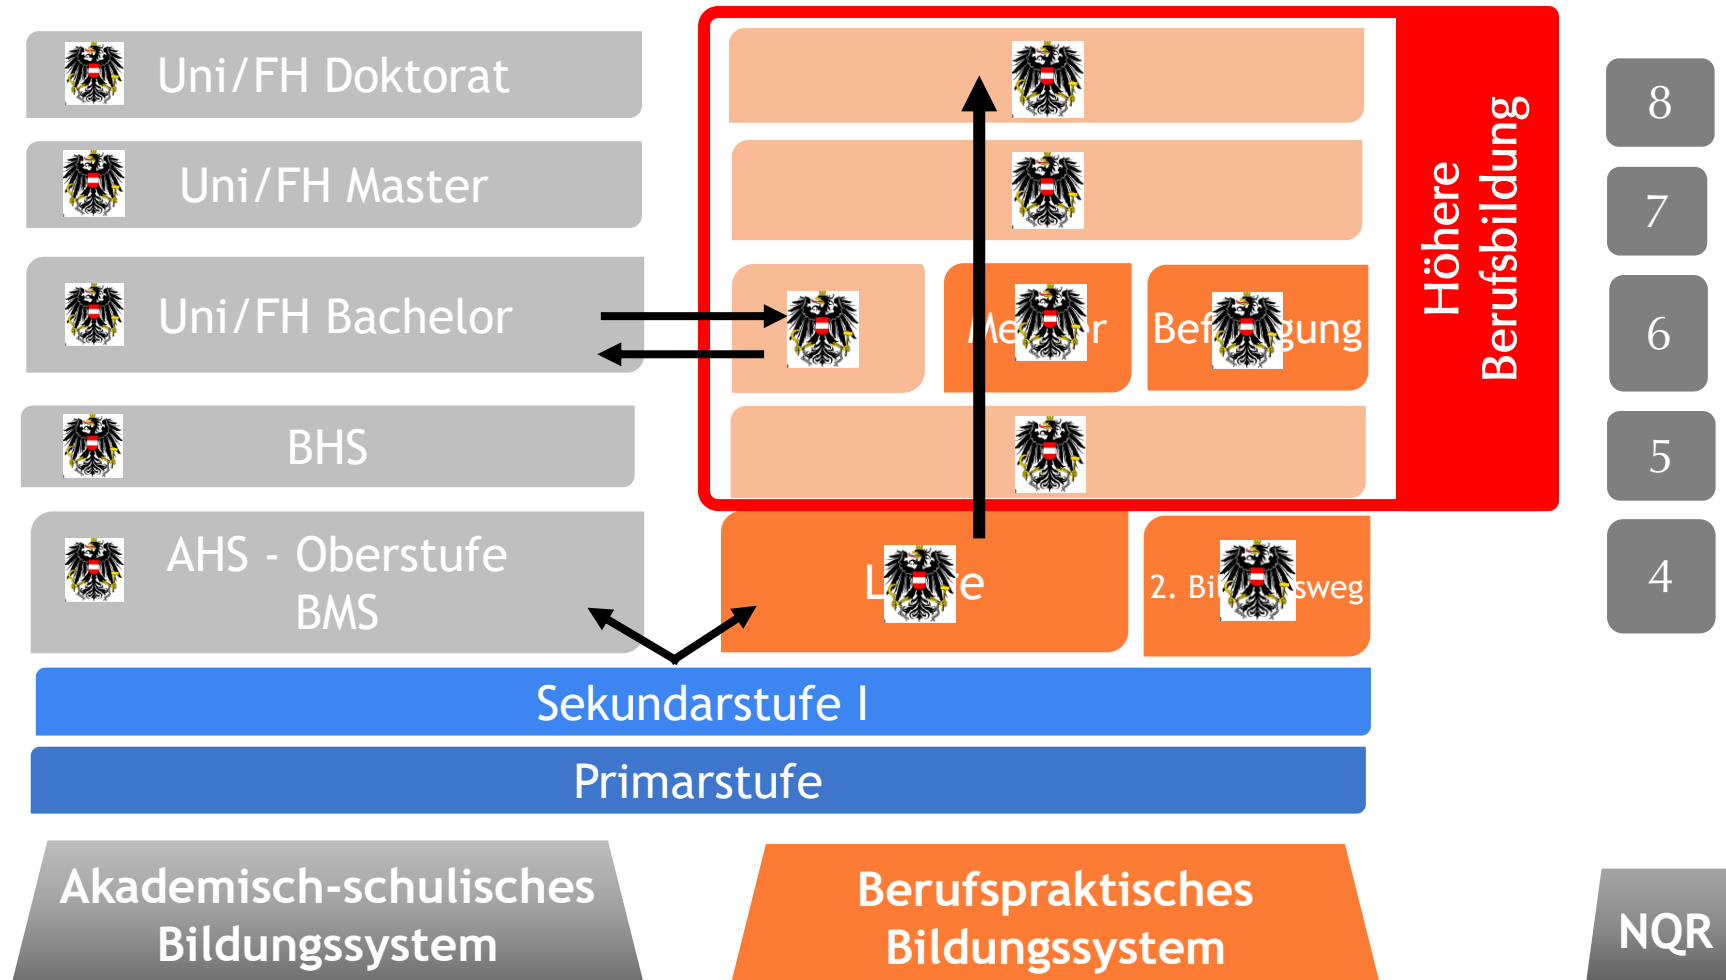 Uni/FH Doktorat
Uni/FH Master
Uni/FH Bachelor
BHS
AHS - Oberstufe
BMS
2.
Sekundarstufe I
Primarstufe
Akademisch-schulisches
Bildungssystem
Berufspraktisches
Bildungssystem
Höhere
Berufsbildung
8
7
6
5
4
NQR